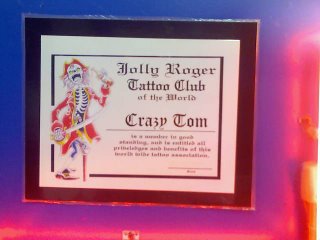 Jolly Roger
Tattoo Club
of the World
Crazy Tom
is a member in good
standing, and is entitled all
priveledges and benefits of this
world wide tattoo association.